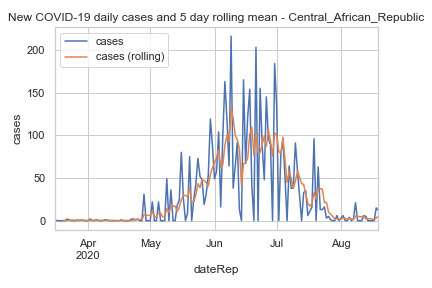 New COVID-19 daily cases and 5 day rolling mean - Central_African_Republic
cases
cases (rolling)
200
150
100
50
0
cases
Apr
2020
May
Jun
Jul
Aug
dateRep